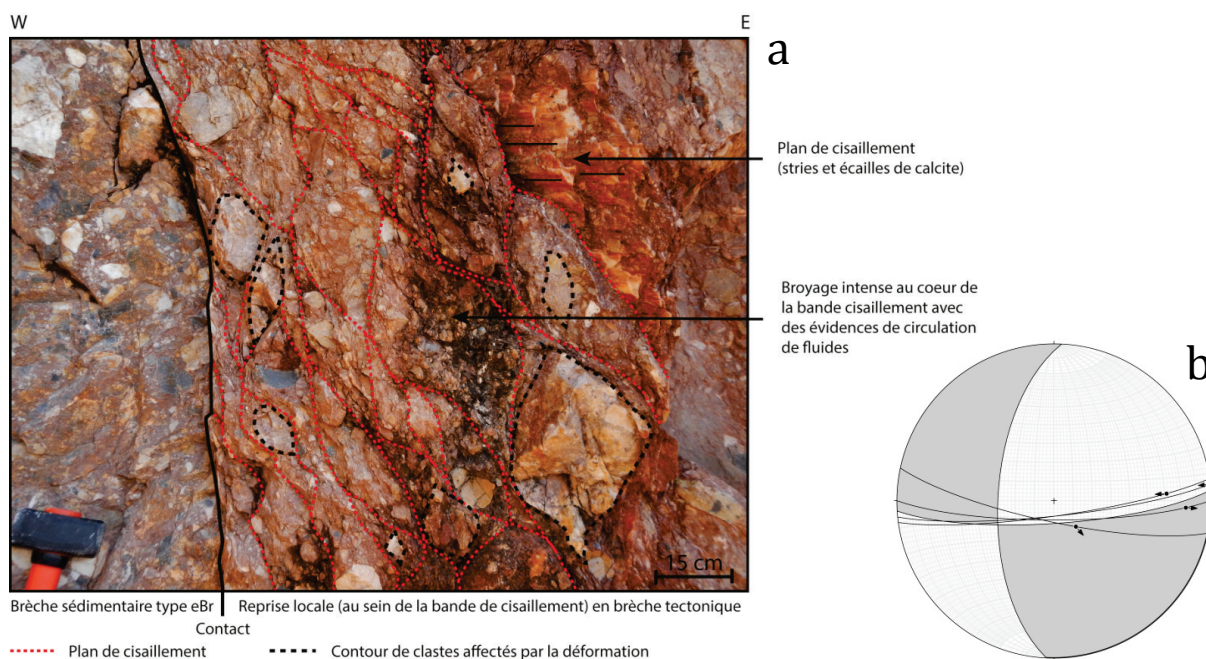 W
E
a
Plan de cisaillement
(stries et écailles de calcite)
Broyage intense au coeur de
la bande cisaillement avec
des évidences de circulation
de fluides
b
15 cm
Brèche sédimentaire type eBr
Reprise locale (au sein de la bande de cisaillement) en brèche tectonique
Contact
Plan de cisaillement
Contour de clastes affectés par la déformation